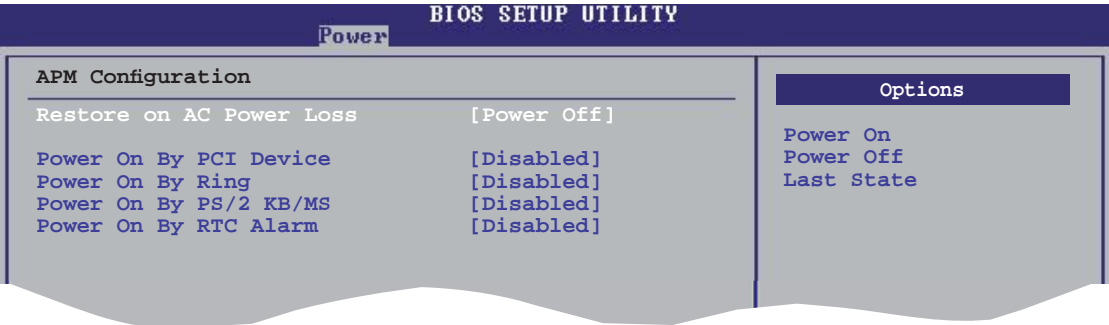 BIOS SETUP UTILITY
Power
APM Configuration
Restore on AC Power Loss [Power Off]
Power On By PCI Device [Disabled]
Power On By Ring [Disabled]
Power On By PS/2 KB/MS [Disabled]
Power On By RTC Alarm [Disabled]
Options
Power On
Power Off
Last State